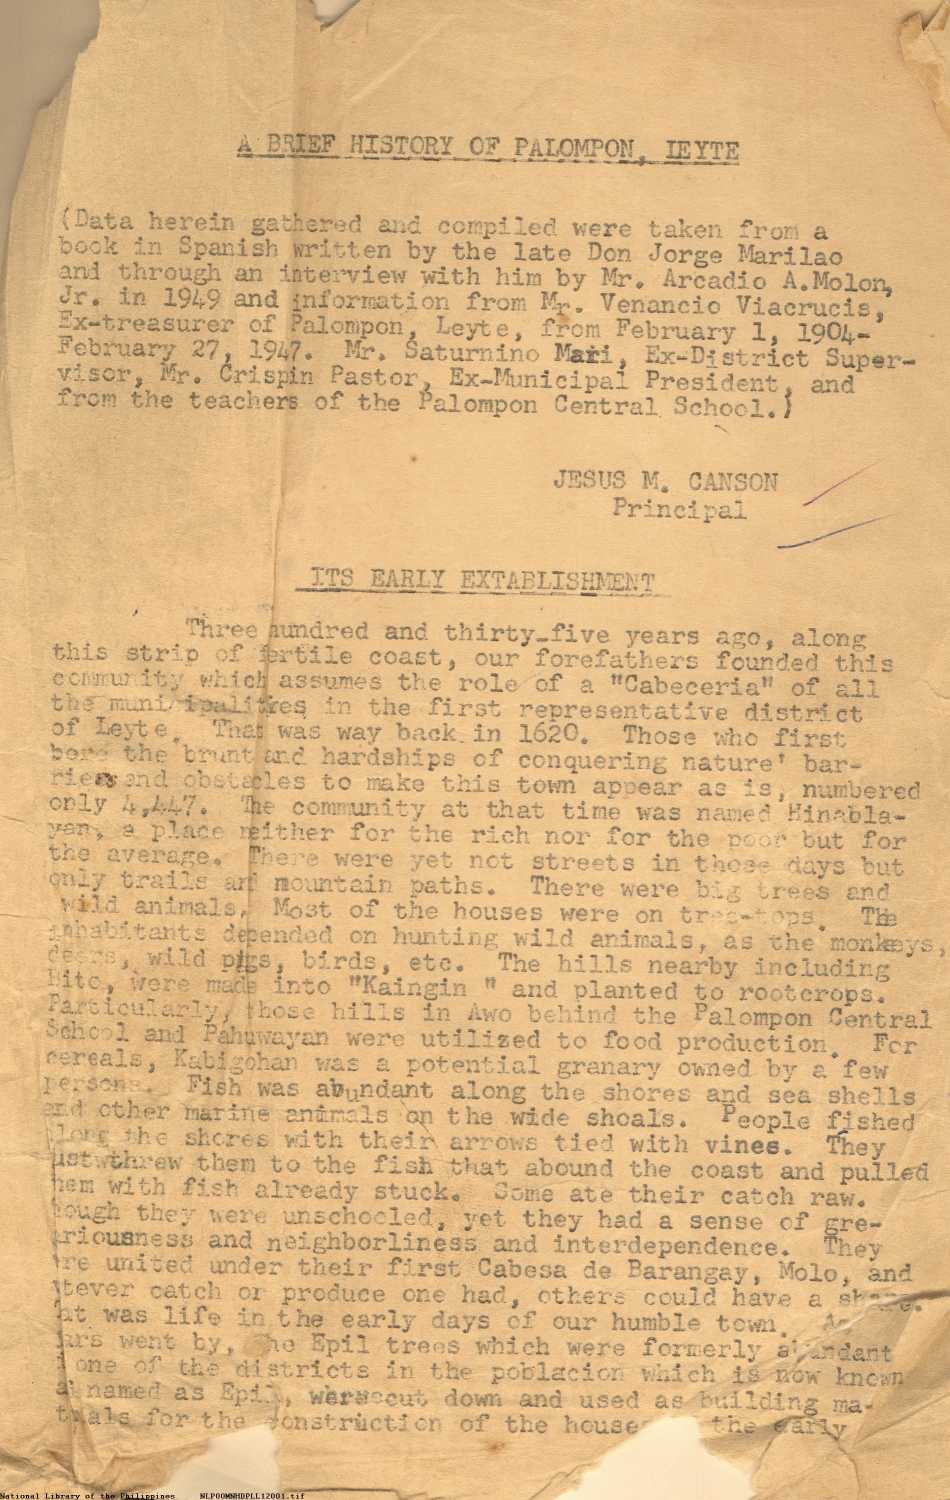 A BRIEF HISTORY OF PALOMPON, IEYTE
(Data herein gathered and compiled were taken from a
book in Spanish written by the late Don Jorge Marilao
and through an interview with him by Mr. Arcadio A.Molon,
Jr. in 1949 and information from Mr. Venancio Viacrucis,
Ex-treasurer of Palompon, Leyte, from February 1, 1904-
February 27, 1947. Mr. Saturnino Mari, Ex-District Super-
visor, Mr. Crispin Pastor, Ex-Municipal President, and
from the teachers of the Palompon Central School.)
JESUS M. CANSON
Principal
ITS EARLY EXTABLISHMENT
Three hundred and thirty-five years ago, along
this strip of fertile coast, our forefathers founded this
community which assumes the role of a "Cabeceria" of all
the municipalities in the first representative district
of Leyte. That was way back in 1620. Those who first
bore the brunt and hardships of conquering nature' bar-
riers and obstacles to make this town appear as is, numbered
only 4,447. The community at that time was named Hinabla-
yan, a place neither for the rich nor for the poor but for
the average. There were yet not streets in those days but
only trails and mountain paths. There were big trees and
wild animals. Most of the houses were on tree-tops. The
inhabitants depended on hunting wild animals, as the monkeys,
deers, wild pigs, birds, etc. The hills nearby including
were made into "Kaingin " and planted to rootcrops.
Particularly, those hills in Awo behind the Palompon Central
School and Pahuwayan were utilized to food production. For
cereals, Kabigohan was a potential granary owned by a few
persons. Fish was abundant along the shores and sea shells
and other marine animals on the wide shoals. People fished
along the shores with their arrows tied with vines. They
threw them to the fish that abound the coast and pulled
hem with fish already stuck. Some ate their catch raw.
hough they were unschooled, yet they had a sense of gre-
ariousness and neighborliness and interdependence. They
re united under their first Cabesa de Barangay, Molo, and
tever catch or produce one had, others could have a share.
at was life in the early days of our humble town. As
ars went by, the Epil trees which were formerly abundant
one of the districts in the poblacion which is now known
a named as Epil, were cut down and used as building ma-
t ials for the construction of the house the early
National Library of the Philippines NLPOOMNHDPLL12001.tif